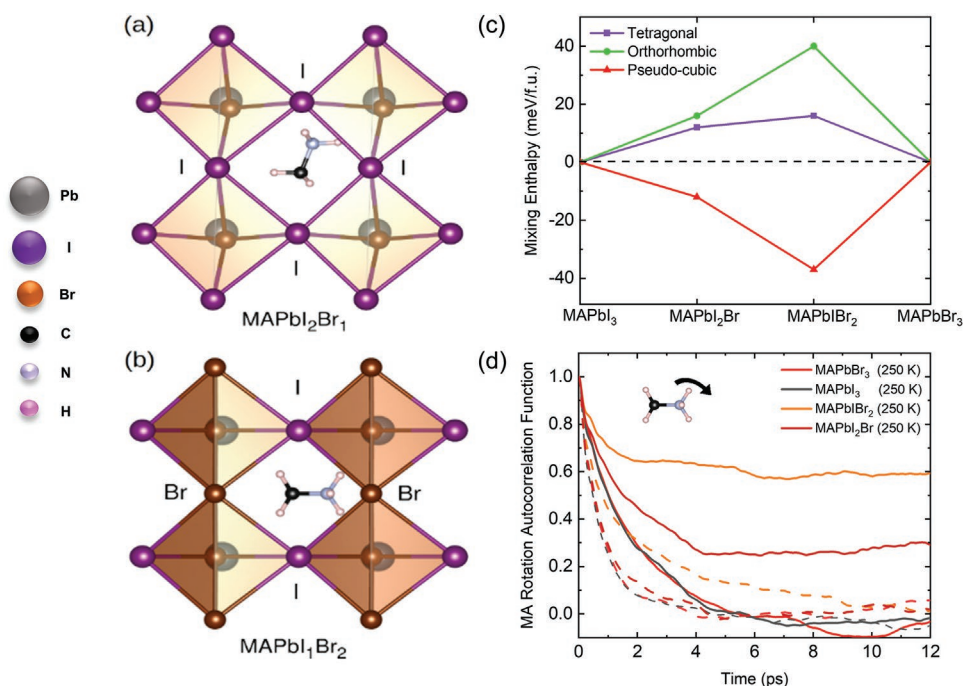 Pb
I
Br
C
N
H
(a)
I
I
I
I
MAPbI₂Br₁
(b)
I
Br
Br
I
MAPbI₁Br₂
(c)
Tetragonal
Orthorhombic
Pseudo-cubic
Mixing Enthalpy (meV/f.u.)
40
20
0
-20
-40
MAPbI₃ MAPbI₂Br MAPbIBr₂ MAPbBr₃
(d)
MAPbBr₃ (250 K)
MAPbI₃ (250 K)
MAPbIBr₂ (250 K)
MAPbI₂Br (250 K)
MA Rotation Autocorrelation Function
1.0
0.8
0.6
0.4
0.2
0.0
0 2 4 6 8 10 12
Time (ps)